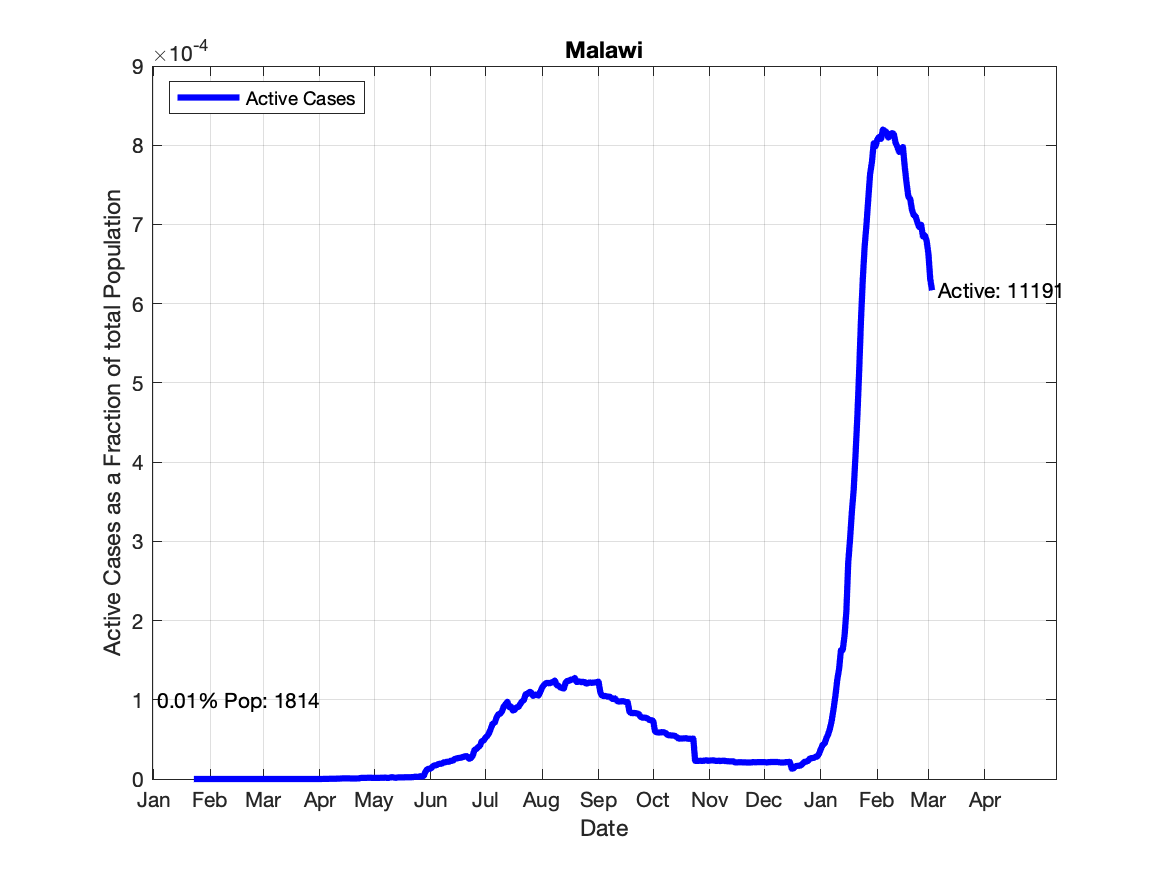 Malawi
×10-4
Active Cases
9
8
7
6
5
4
3
2
1
0
Active Cases as a Fraction of total Population
Active: 11191
0.01% Pop: 1814
Jan Feb Mar Apr May Jun Jul Aug Sep Oct Nov Dec Jan Feb Mar Apr
Date